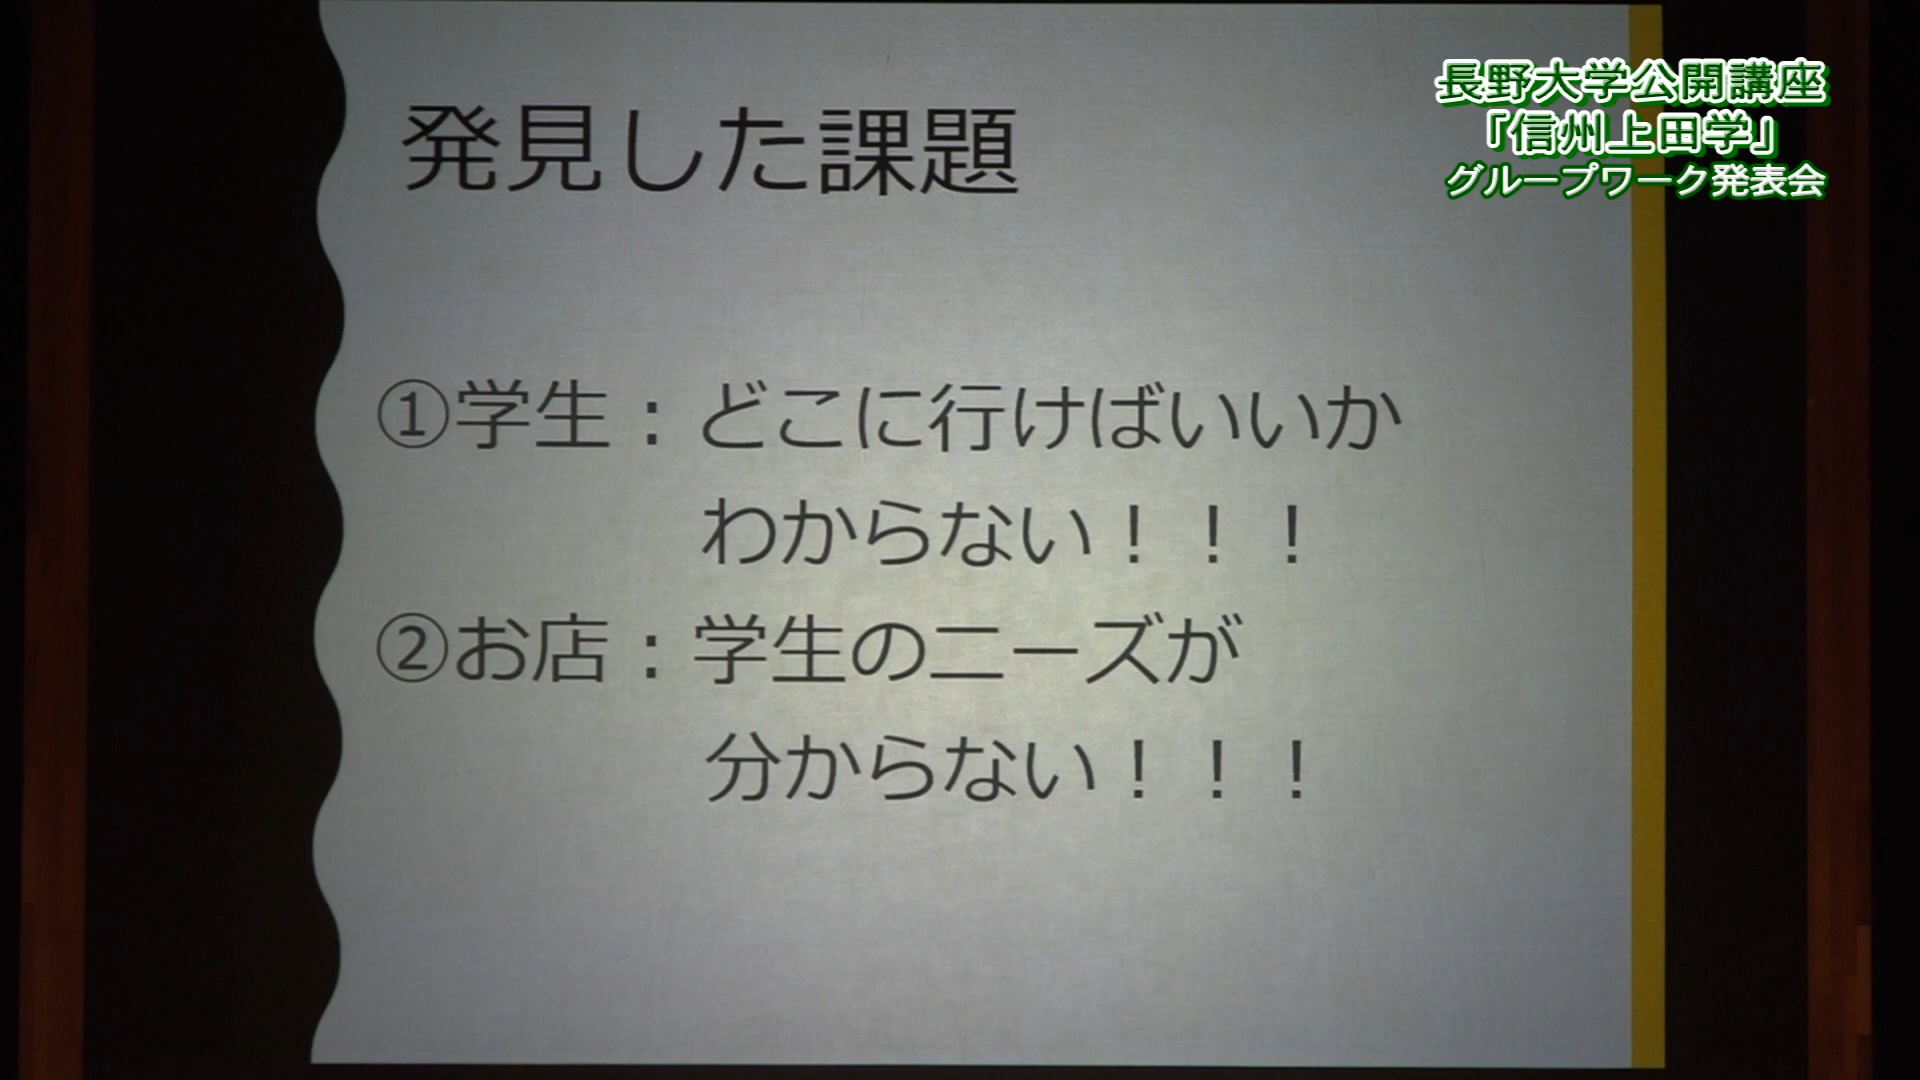 長野大学公開講座
「信州上田学」
グループワーク発表会
発見した課題
①学生：どこに行けばいいか
わからない！！！
②お店：学生のニーズが
分からない！！！